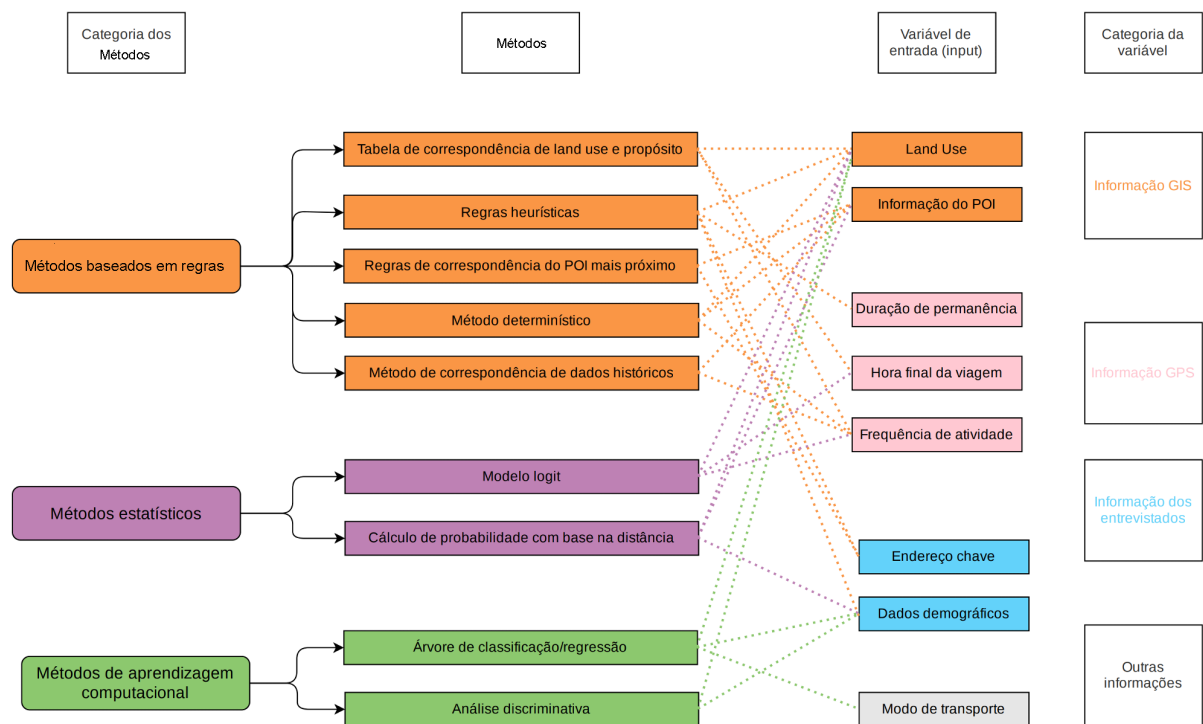 Categoria dos
Métodos
Métodos
Variável de
entrada (input)
Categoria da
variável
Tabela de correspondência de land use e propósito
Regras heurísticas
Métodos baseados em regras
Regras de correspondência do POI mais próximo
Método determinístico
Método de correspondência de dados históricos
Land Use
Informação do POI
Informação GIS
Duração de permanência
Hora final da viagem
Frequência de atividade
Informação GPS
Métodos estatísticos
Modelo logit
Cálculo de probabilidade com base na distância
Endereço chave
Dados demográficos
Informação dos
entrevistados
Métodos de aprendizagem
computacional
Árvore de classificação/regressão
Análise discriminativa
Modo de transporte
Outras
informações